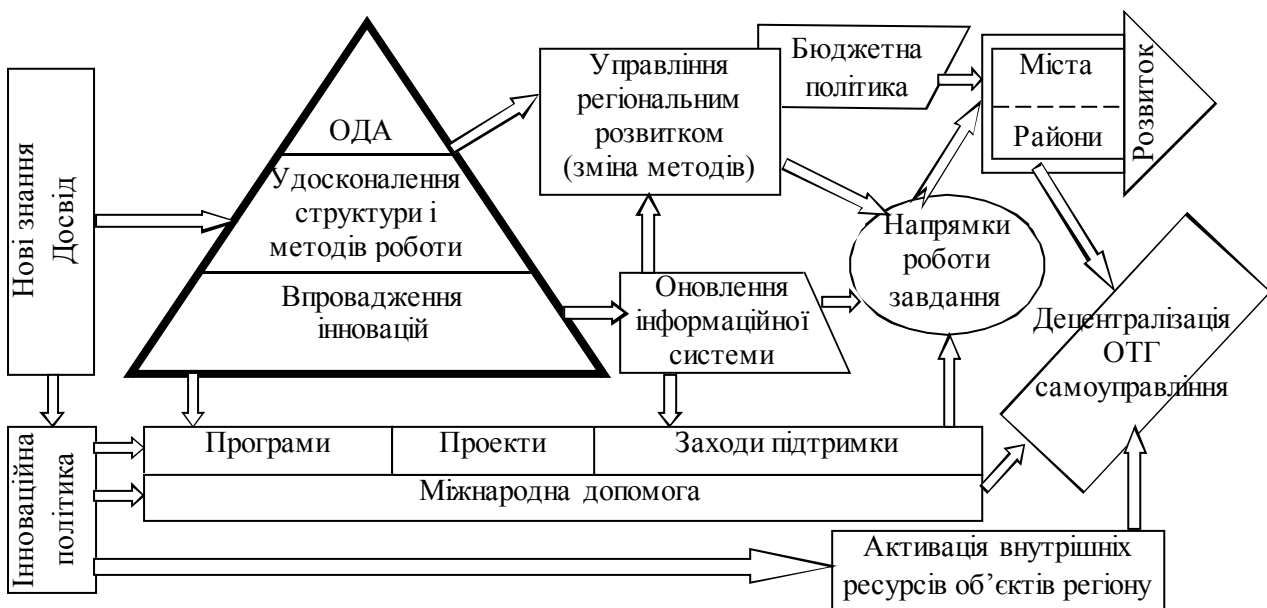 Нові знання
Досвід
ОДА
Удосконалення
структури і
методів роботи
Впровадження
інновацій
Управління
регіональним
розвитком
(зміна методів)
Бюджетна
політика
Міста
Райони
Розвиток
Напрямки
роботи
завдання
Оновлення
інформаційної
системи
Децентралізація
ОТГ
самоуправління
Інноваційна
політика
Програми
Проекти
Заходи підтримки
Міжнародна допомога
Активація внутрішніх
ресурсів об’єктів регіону